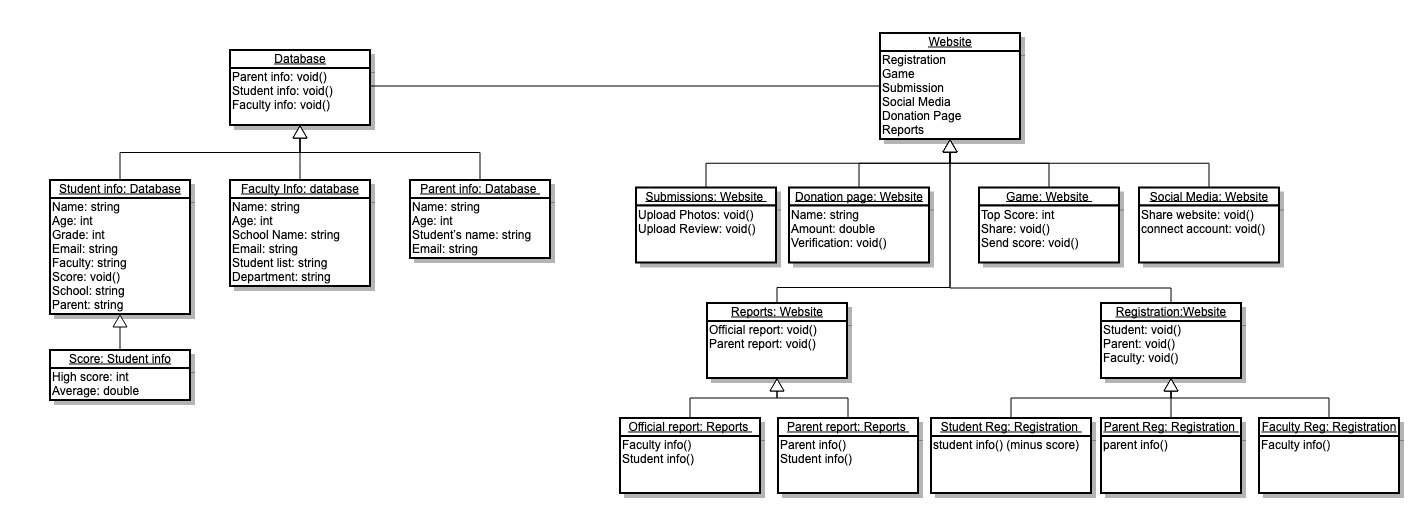 Database
Parent info: void()
Student info: void()
Faculty info: void()
Website
Registration
Game
Submission
Social Media
Donation Page
Reports
Student info: Database
Name: string
Age: int
Grade: int
Email: string
Faculty: string
Score: void()
School: string
Parent: string
Faculty Info: database
Name: string
Age: int
School Name: string
Email: string
Student list: string
Department: string
Parent info: Database
Name: string
Age: int
Student's name: string
Email: string
Score: Student info
High score: int
Average: double
Submissions: Website
Upload Photos: void()
Upload Review: void()
Donation page: Website
Name: string
Amount: double
Verification: void()
Game: Website
Top Score: int
Share: void()
Send score: void()
Social Media: Website
Share website: void()
connect account: void()
Reports: Website
Official report: void()
Parent report: void()
Registration:Website
Student: void()
Parent: void()
Faculty: void()
Official report: Reports
Faculty info()
Student info()
Parent report: Reports
Parent info()
Student info()
Student Reg: Registration
student info() (minus score)
Parent Reg: Registration
parent info()
Faculty Reg: Registration
Faculty info()